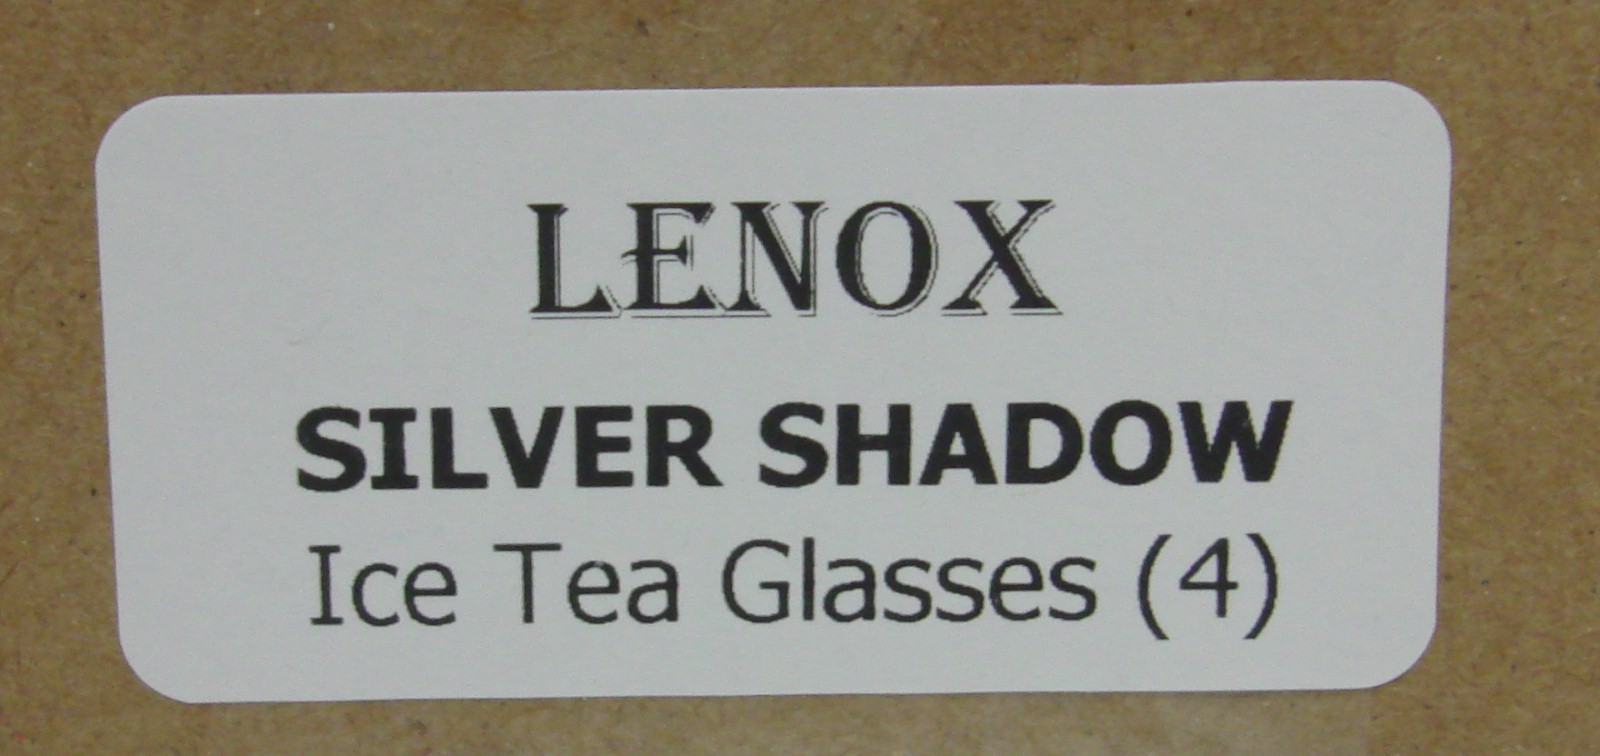 LENOX
SILVER SHADOW
Ice Tea Glasses (4)